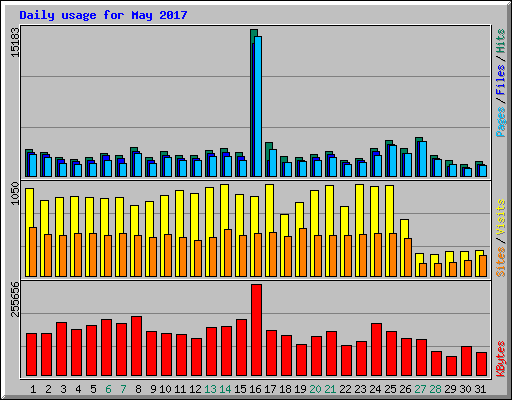 Daily usage for May 2017
15183
Pages / Files / Hits
1050
Sites / Visits
255656
KBytes
1 2 3 4 5 6 7 8 9 10 11 12 13 14 15 16 17 18 19 20 21 22 23 24 25 26 27 28 29 30 31